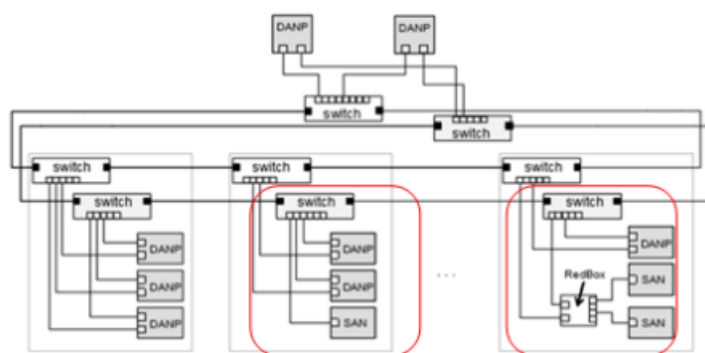 DANP DANP
switch
switch
switch switch switch
switch switch switch
DANP DANP DANP
RedBox
DANP DANP SAN
DANP SAN SAN